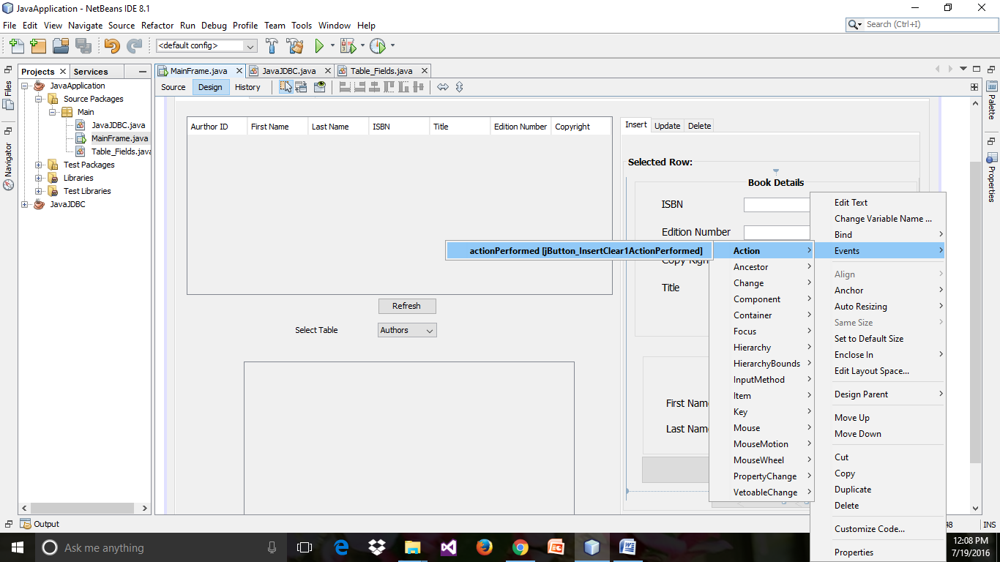 JavaApplication - NetBeans IDE 8.1
File Edit View Navigate Source Refactor Run Debug Profile Team Tools Window Help
Search (Ctrl+I)
<default config>
Projects
Services
Files
Navigator
JavaApplication
Source Packages
Main
JavaJDBC.java
MainFrame.java
Table_Fields.java
Test Packages
Libraries
Test Libraries
JavaJDBC
MainFrame.java
JavaJDBC.java
Table_Fields.java
Source Design History
Aurthor ID First Name Last Name ISBN Title Edition Number Copyright
Refresh
Select Table
Authors
Insert Update Delete
Selected Row:
Book Details
ISBN
Edition Number
Title
First Name
Last Name
actionPerformed [jButton_InsertClear1ActionPerformed]
Action
Ancestor
Change
Component
Container
Focus
Hierarchy
HierarchyBounds
InputMethod
Item
Key
Mouse
MouseMotion
MouseWheel
PropertyChange
VetoableChange
Edit Text
Change Variable Name ...
Bind
Events
Align
Anchor
Auto Resizing
Same Size
Set to Default Size
Enclose In
Edit Layout Space...
Design Parent
Move Up
Move Down
Cut
Copy
Duplicate
Delete
Customize Code...
Properties
Palette
Properties
Output
48
INS
Ask me anything
12:08 PM
7/19/2016